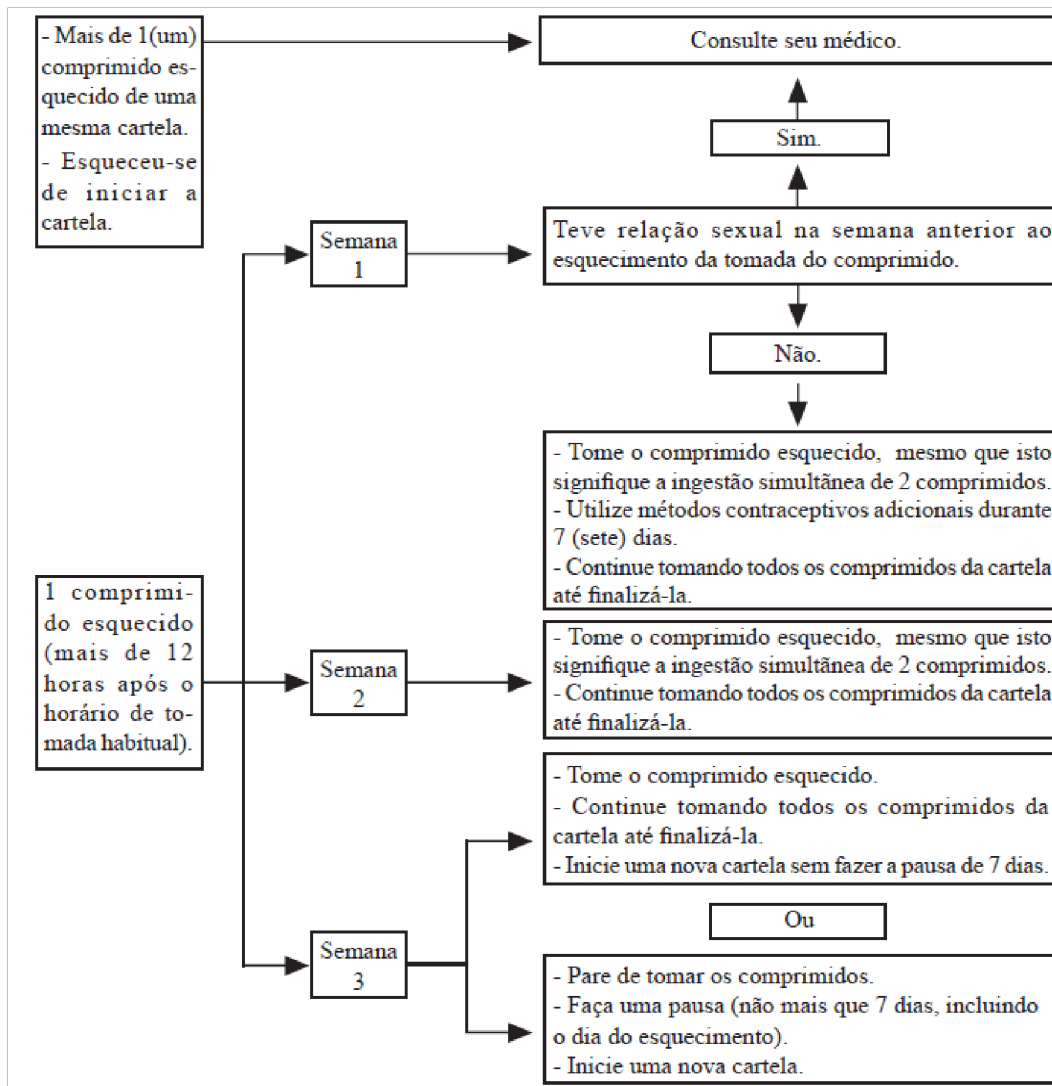 - Mais de 1(um)
comprimido es-
quecido de uma
mesma cartela.
- Esqueceu-se
de iniciar a
cartela.
Consulte seu médico.
Sim.
Semana
1
Teve relação sexual na semana anterior ao
esquecimento da tomada do comprimido.
Não.
- Tome o comprimido esquecido, mesmo que isto
signifique a ingestão simultãnea de 2 comprimidos.
- Utilize métodos contraceptivos adicionais durante
7 (sete) dias.
- Continue tomando todos os comprimidos da cartela
até finalizá-la.
1 comprimi-
do esquecido
(mais de 12
horas após o
horário de to-
mada habitual).
Semana
2
- Tome o comprimido esquecido, mesmo que isto
signifique a ingestão simultãnea de 2 comprimidos.
- Continue tomando todos os comprimidos da cartela
até finalizá-la.
- Tome o comprimido esquecido.
- Continue tomando todos os comprimidos da
cartela até finalizá-la.
- Inicie uma nova cartela sem fazer a pausa de 7 dias.
Ou
Semana
3
- Pare de tomar os comprimidos.
- Faça uma pausa (não mais que 7 dias, incluindo
o dia do esquecimento).
- Inicie uma nova cartela.